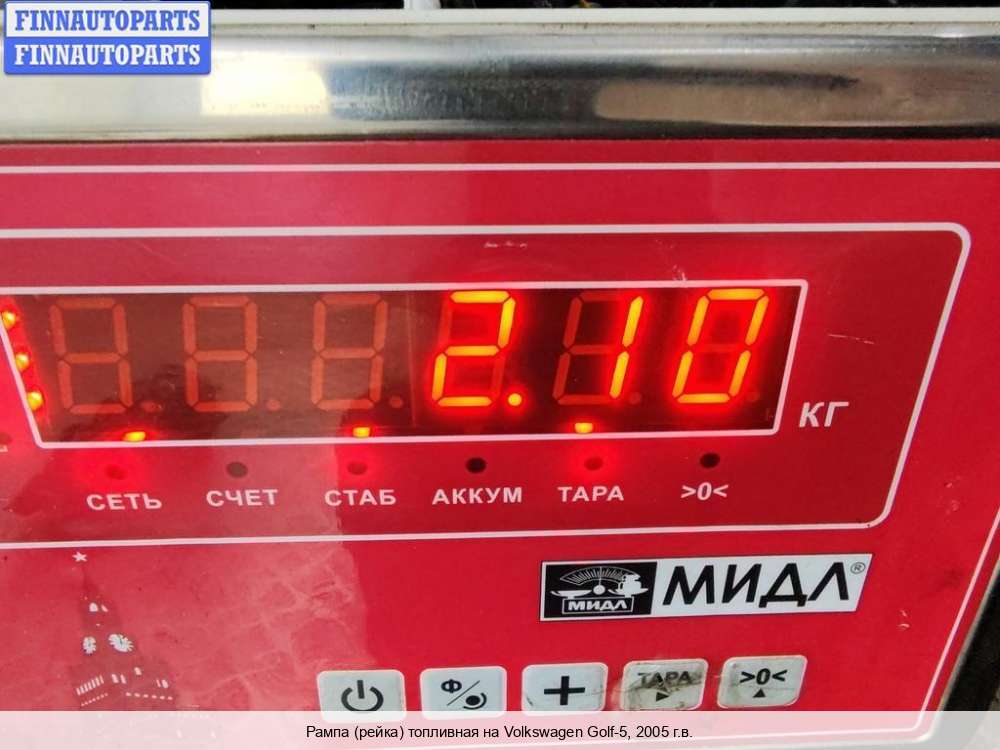 FINNAUTOPARTS
FINNAUTOPARTS
2.10
КГ
СЕТЬ СЧЕТ СТАБ АККУМ ТАРА >0<
МИДЛ МИДЛ®
Ф + ТАРА >0<
Рампа (рейка) топливная на Volkswagen Golf-5, 2005 г.в.